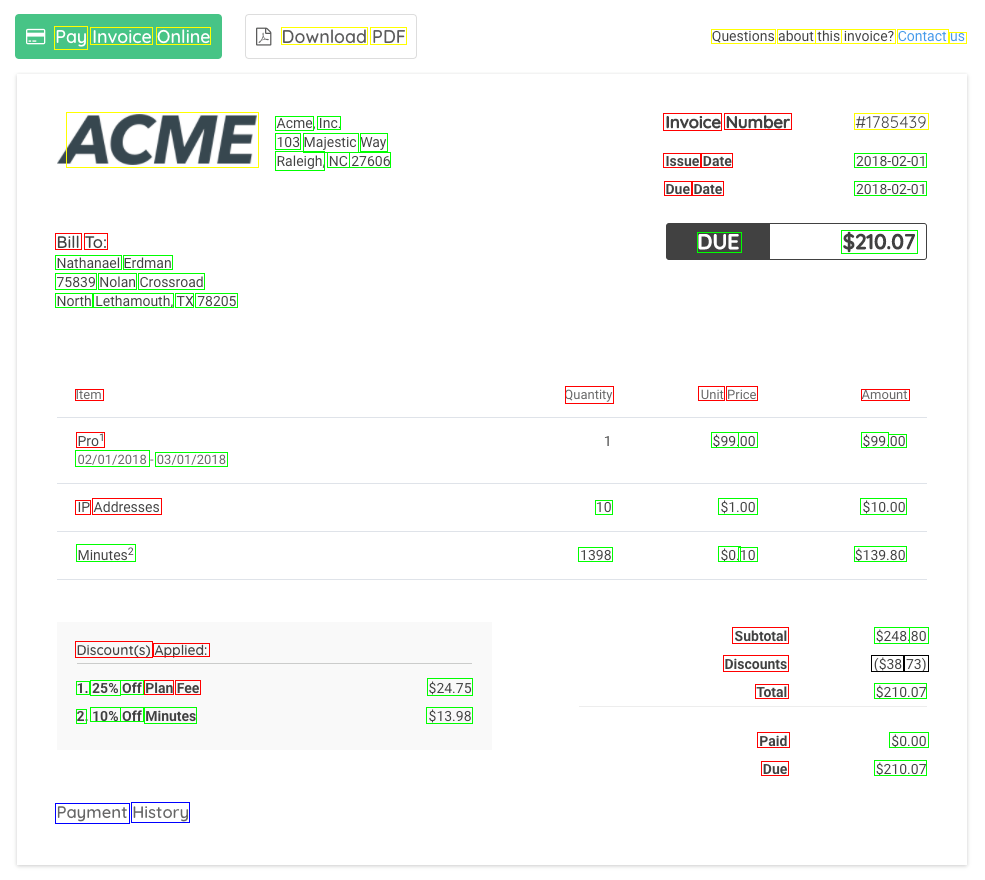 Pay Invoice Online
Download PDF
Questions about this invoice? Contact us
ACME
Acme, Inc.
103 Majestic Way
Raleigh, NC 27606
Invoice Number #1785439
Issue Date 2018-02-01
Due Date 2018-02-01
DUE $210.07
Bill To:
Nathanael Erdman
75839 Nolan Crossroad
North Lethamouth, TX 78205
Item Quantity Unit Price Amount
Pro¹ 1 $99.00 $99.00
02/01/2018 - 03/01/2018
IP Addresses 10 $1.00 $10.00
Minutes² 1398 $0.10 $139.80
Discount(s) Applied:
1. 25% Off Plan Fee $24.75
2. 10% Off Minutes $13.98
Subtotal $248.80
Discounts ($38.73)
Total $210.07
Paid $0.00
Due $210.07
Payment History